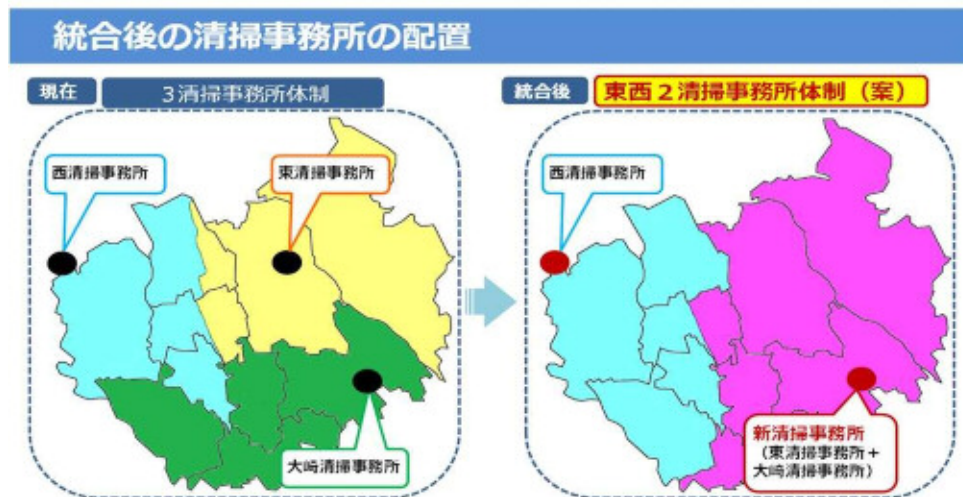 統合後の清掃事務所の配置
現在
3清掃事務所体制
西清掃事務所
東清掃事務所
大崎清掃事務所
統合後
東西2清掃事務所体制（案）
西清掃事務所
新清掃事務所
（東清掃事務所＋
大崎清掃事務所）